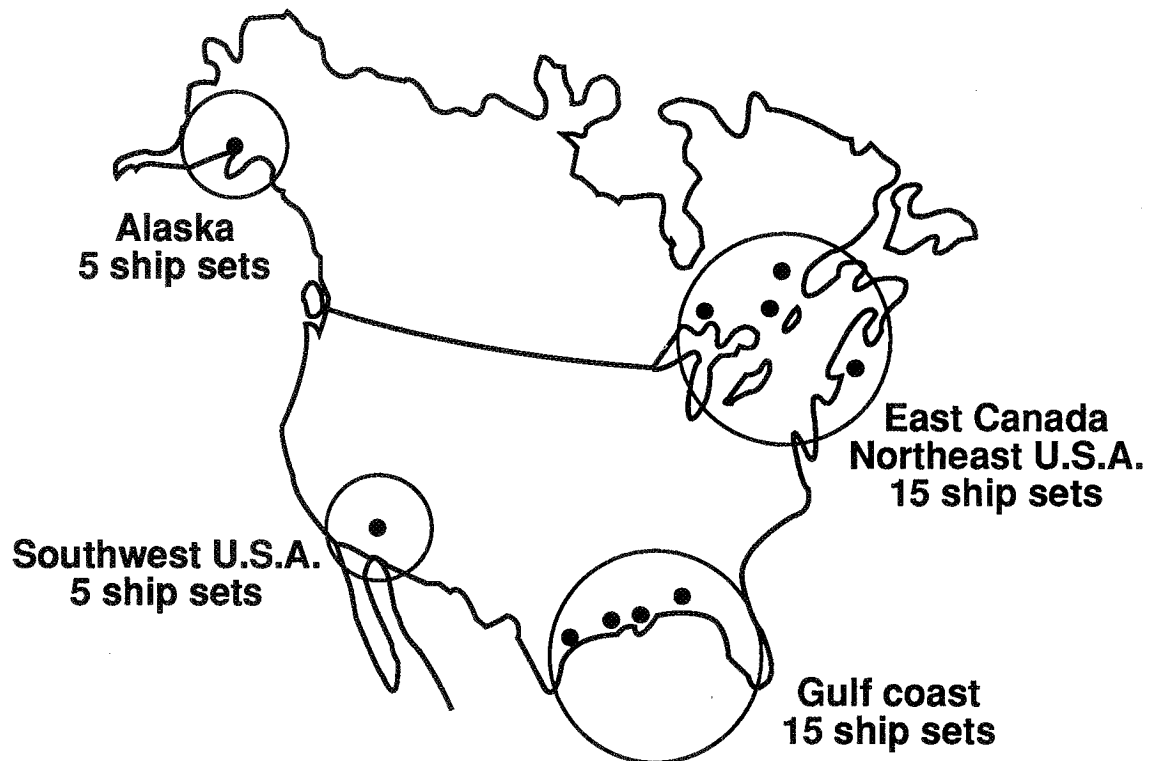 Alaska
5 ship sets
East Canada
Northeast U.S.A.
15 ship sets
Southwest U.S.A.
5 ship sets
Gulf coast
15 ship sets